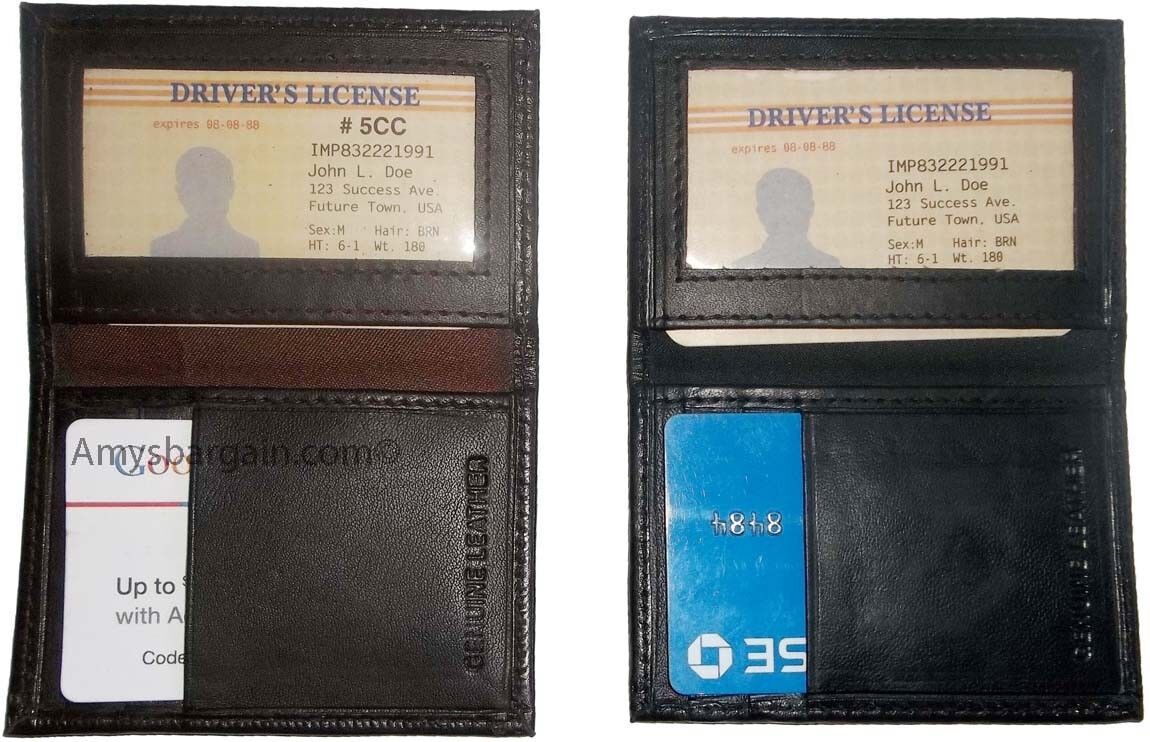 DRIVER'S LICENSE
expires 08-08-88
# 5CC
IMP832221991
John L. Doe
123 Success Ave.
Future Town. USA
Sex:M Hair: BRN
HT: 6-1 Wt. 180
Amysbargain.com©
Goo
Up to $
with A
Code
GENUINE LEATHER
DRIVER'S LICENSE
expires 08-08-88
IMP832221991
John L. Doe
123 Success Ave.
Future Town. USA
Sex:M Hair: BRN
HT: 6-1 Wt. 180
8484
SE
GENUINE LEATHER